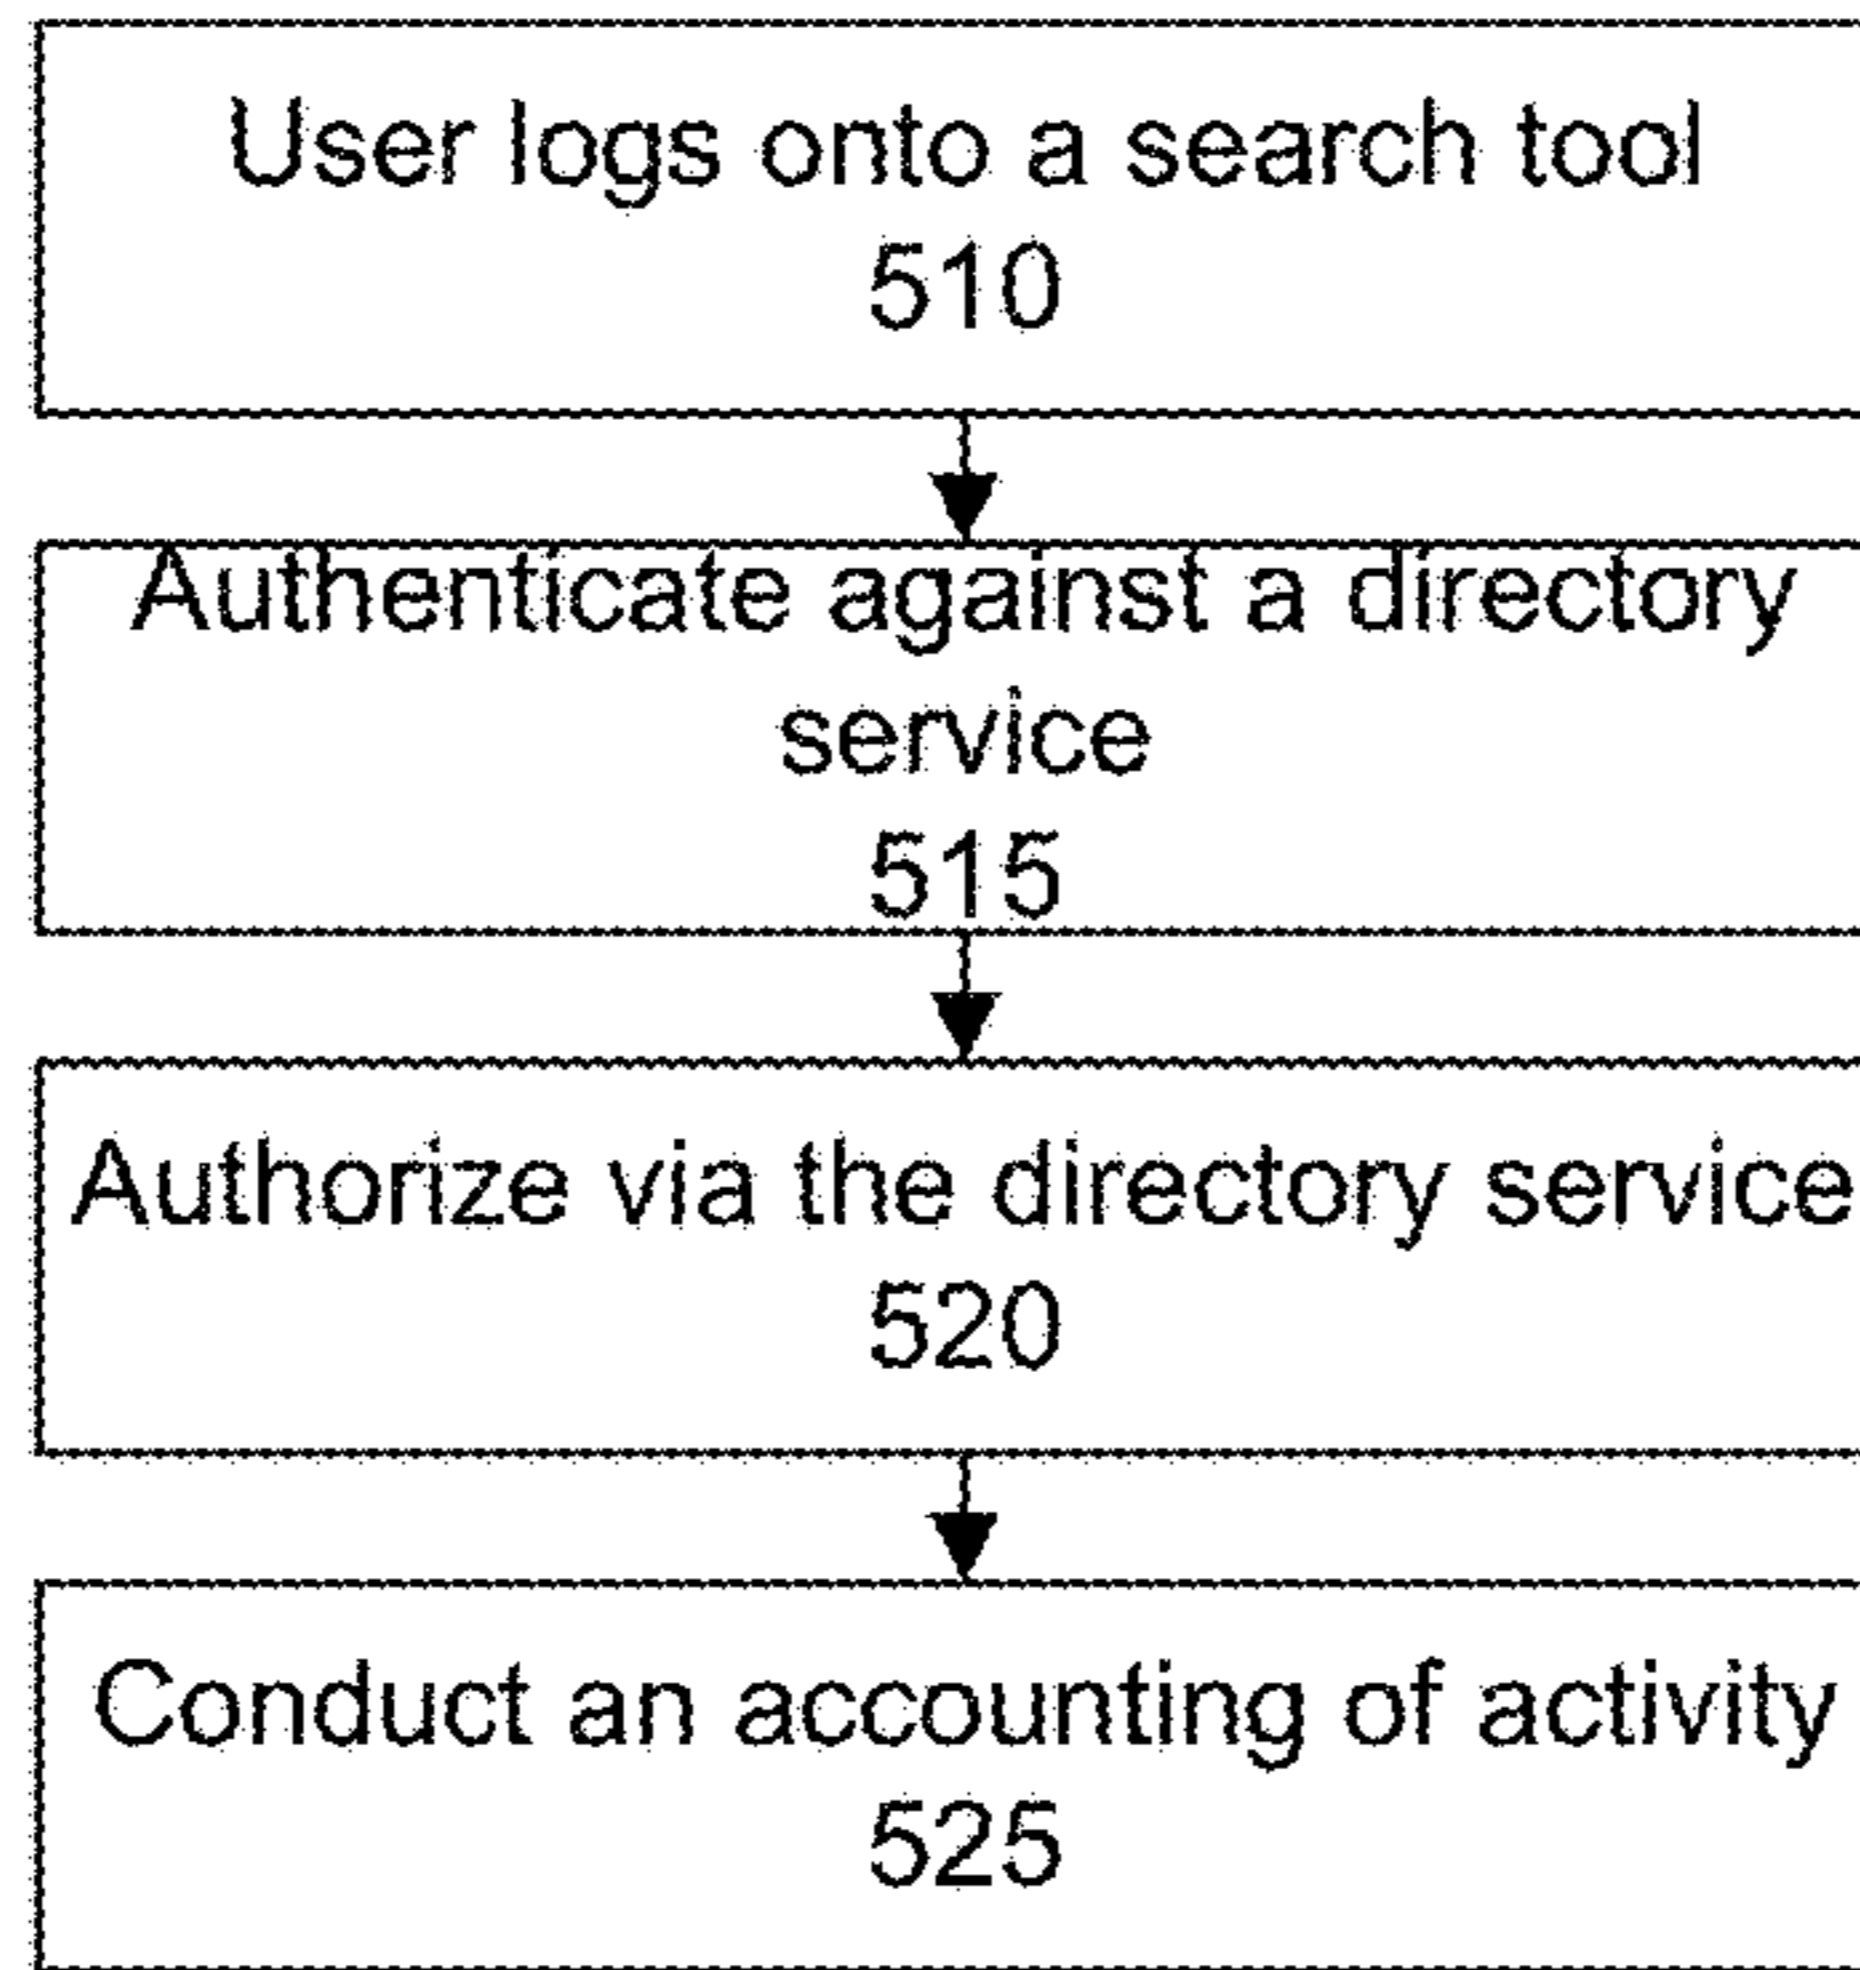 User logs onto a search tool
510
Authenticate against a directory
service
515
Authorize via the directory service
520
Conduct an accounting of activity
525